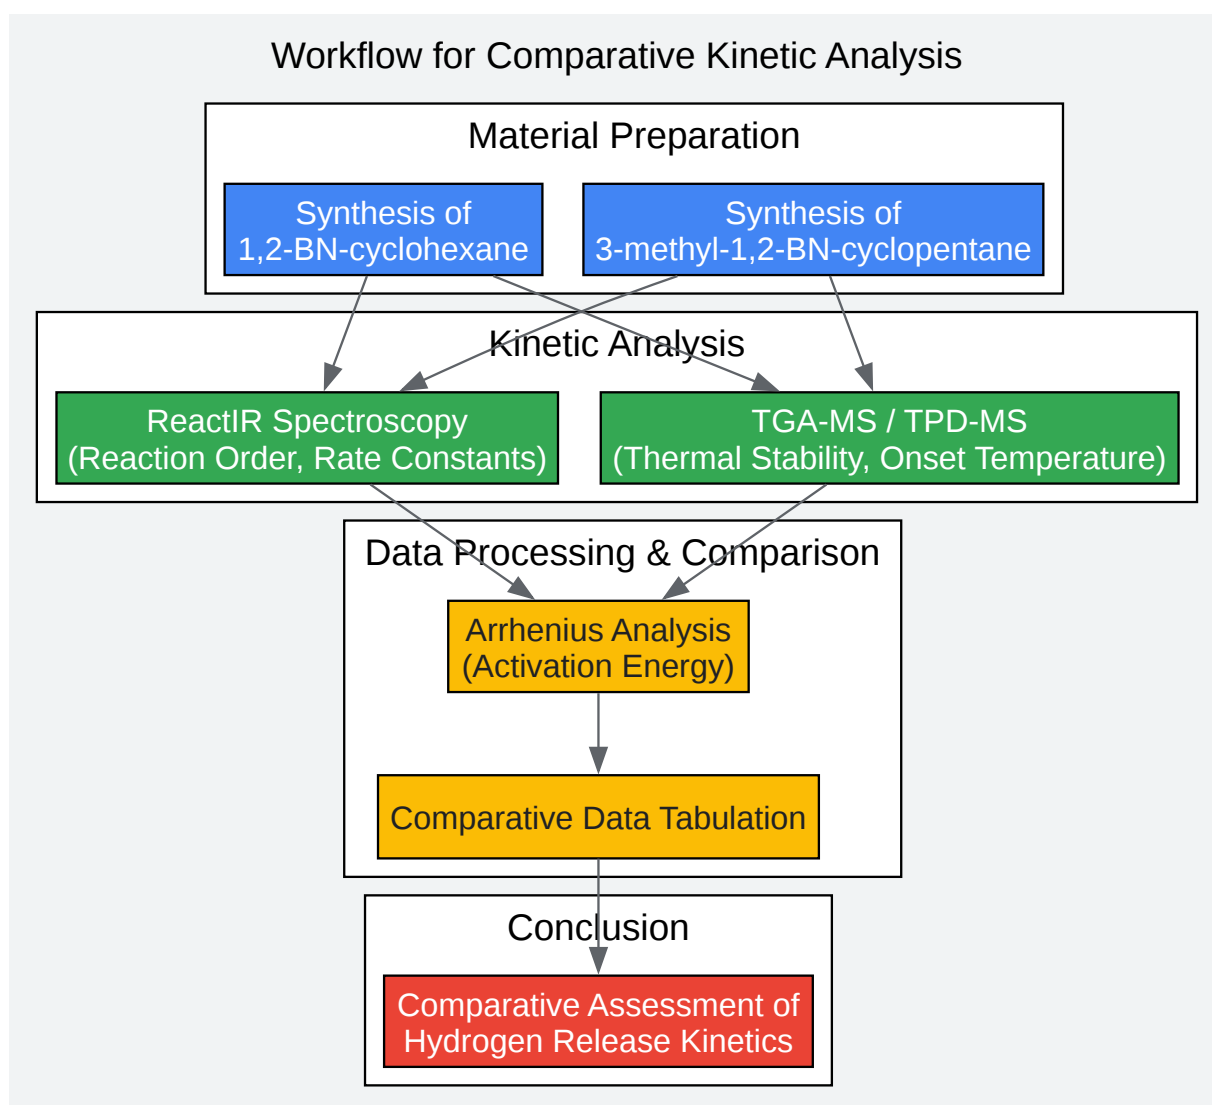 Workflow for Comparative Kinetic Analysis
Material Preparation
Synthesis of
1,2-BN-cyclohexane
Synthesis of
3-methyl-1,2-BN-cyclopentane
Kinetic Analysis
ReactIR Spectroscopy
(Reaction Order, Rate Constants)
TGA-MS / TPD-MS
(Thermal Stability, Onset Temperature)
Data Processing & Comparison
Arrhenius Analysis
(Activation Energy)
Comparative Data Tabulation
Conclusion
Comparative Assessment of
Hydrogen Release Kinetics